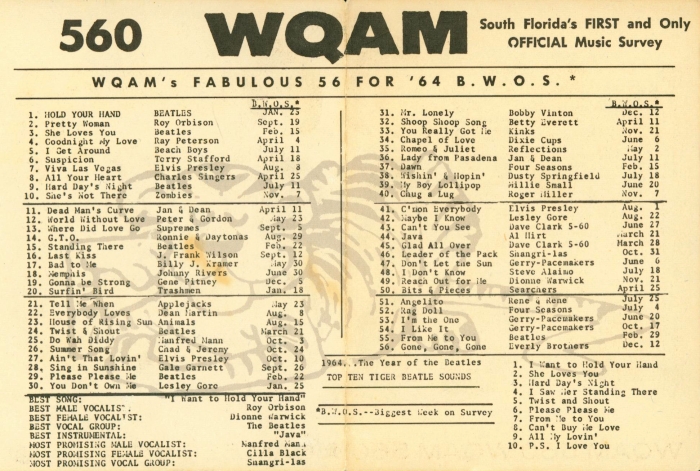 560 WQAM South Florida's FIRST and Only
OFFICIAL Music Survey
WQAM's FABULOUS 56 FOR '64 B.W.O.S.*
B.W.O.S.*
1. HOLD YOUR HAND BEATLES JAN. 25
2. Pretty Woman Roy Orbison Sept. 19
3. She Loves You Beatles Feb. 15
4. Goodnight My Love Ray Peterson April 4
5. I Get Around Beach Boys July 11
6. Suspicion Terry Stafford April 18
7. Viva Las Vegas Elvis Presley Aug. 8
8. All Your Heart Charles Singers April 25
9. Hard Day's Night Beatles July 11
10. She's Not There Zombies Nov. 7
11. Dead Man's Curve Jan & Dean April 11
12. World Without Love Peter & Gordon May 23
13. Where Did Love Go Supremes Sept. 5
14. G.T.O. Ronnie & Daytonas Aug. 29
15. Standing There Beatles Feb. 22
16. Last Kiss J. Frank Wilson Sept. 12
17. Bad to Me Billy J. Kramer May 30
18. Memphis Johnny Rivers June 30
19. Gonna be Strong Gene Pitney Dec. 5
20. Surfin' Bird Trashmen Jan. 18
21. Tell Me When Applejacks May 23
22. Everybody Loves Dean Martin Aug. 8
23. House of Rising Sun Animals Aug. 15
24. Twist & Shout Beatles March 21
25. Do Wah Diddy Manfred Mann Oct. 3
26. Summer Song Chad & Jeremy Oct. 24
27. Ain't That Lovin' Elvis Presley Oct. 10
28. Sing in Sunshine Gale Garnett Sept. 26
29. Please Please Me Beatles Feb. 22
30. You Don't Own Me Lesley Gore Jan. 25
BEST SONG: "I Want to Hold Your Hand"
BEST MALE VOCALIST. Roy Orbison
BEST FEMALE VOCALIST: Dionne Warwick
BEST VOCAL GROUP: The Beatles
BEST INSTRUMENTAL: "Java"
MOST PROMISING MALE VOCALIST: Manfred Mann
MOST PROMISING FEMALE VOCALIST: Cilla Black
MOST PROMISING VOCAL GROUP: Shangri-las
B.W.O.S.*
31. Mr. Lonely Bobby Vinton Dec. 12
32. Shoop Shoop Song Betty Everett April 11
33. You Really Got Me Kinks Nov. 21
34. Chapel of Love Dixie Cups June 6
35. Romeo & Juliet Reflections May 2
36. Lady from Pasadena Jan & Dean July 11
37. Dawn Four Seasons Feb. 15
38. Wishin' & Hopin' Dusty Springfield July 18
39. My Boy Lollipop Millie Small June 20
40. Chug a Lug Roger Miller Nov. 7
41. C'mon Everybody Elvis Presley Aug. 1
42. Maybe I Know Lesley Gore Aug. 22
43. Can't You See Dave Clark 5-60 June 27
44. Java Al Hirt March 21
45. Glad All Over Dave Clark 5-60 March 28
46. Leader of the Pack Shangri-las Oct. 31
47. Don't Let the Sun Gerry-Pacemakers June 6
48. I Don't Know Steve Alaimo July 18
49. Reach Out for Me Dionne Warwick Nov. 21
50. Bits & Pieces Searchers April 25
51. Angelito Rene & Rene July 25
52. Rag Doll Four Seasons July 4
53. I'm the One Gerry-Pacemakers June 20
54. I Like It Gerry-Pacemakers Oct. 17
55. From Me to You Beatles Feb. 29
56. Gone, Gone, Gone Everly Brothers Dec. 12
1964...The Year of the Beatles
TOP TEN TIGER BEATLE SOUNDS
*B.W.O.S.--Biggest Week on Survey
1. I Want to Hold Your Hand
2. She Loves You
3. Hard Day's Night
4. I Saw Her Standing There
5. Twist and Shout
6. Please Please Me
7. From Me to You
8. Can't Buy Me Love
9. All My Lovin'
10. P.S. I Love You